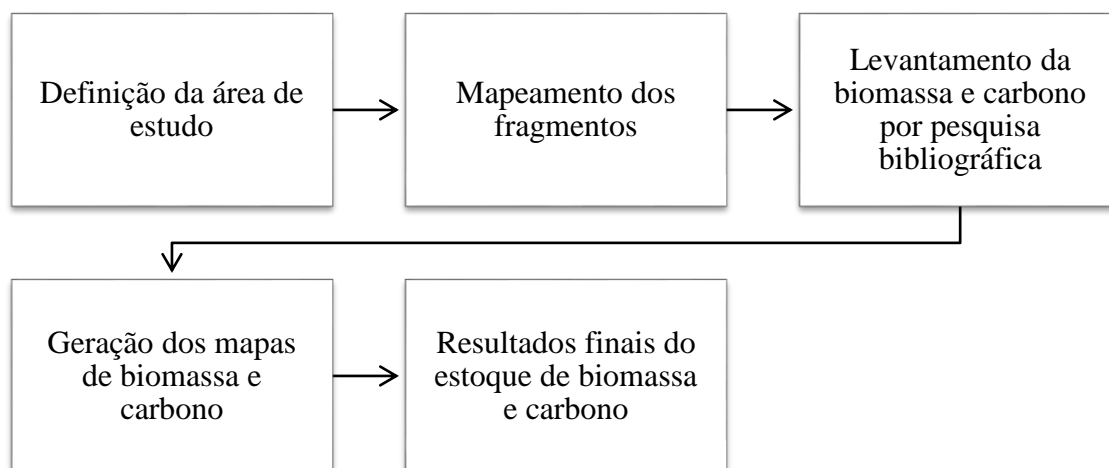 Definição da área de
estudo
Mapeamento dos
fragmentos
Levantamento da
biomassa e carbono
por pesquisa
bibliográfica
Geração dos mapas
de biomassa e
carbono
Resultados finais do
estoque de biomassa
e carbono